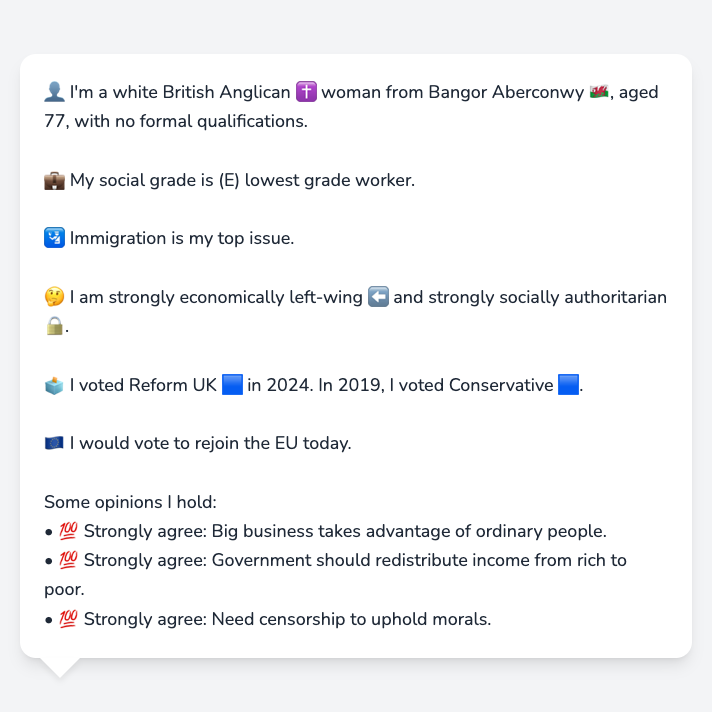 👤 I'm a white British Anglican ✝️ woman from Bangor Aberconwy 🏴󠁧󠁢󠁷󠁬󠁳󠁿, aged
77, with no formal qualifications.
💼 My social grade is (E) lowest grade worker.
🛂 Immigration is my top issue.
🤔 I am strongly economically left-wing ⬅️ and strongly socially authoritarian
🔒.
🗳️ I voted Reform UK 🟦 in 2024. In 2019, I voted Conservative 🟦.
🇪🇺 I would vote to rejoin the EU today.
Some opinions I hold:
• 💯 Strongly agree: Big business takes advantage of ordinary people.
• 💯 Strongly agree: Government should redistribute income from rich to
poor.
• 💯 Strongly agree: Need censorship to uphold morals.